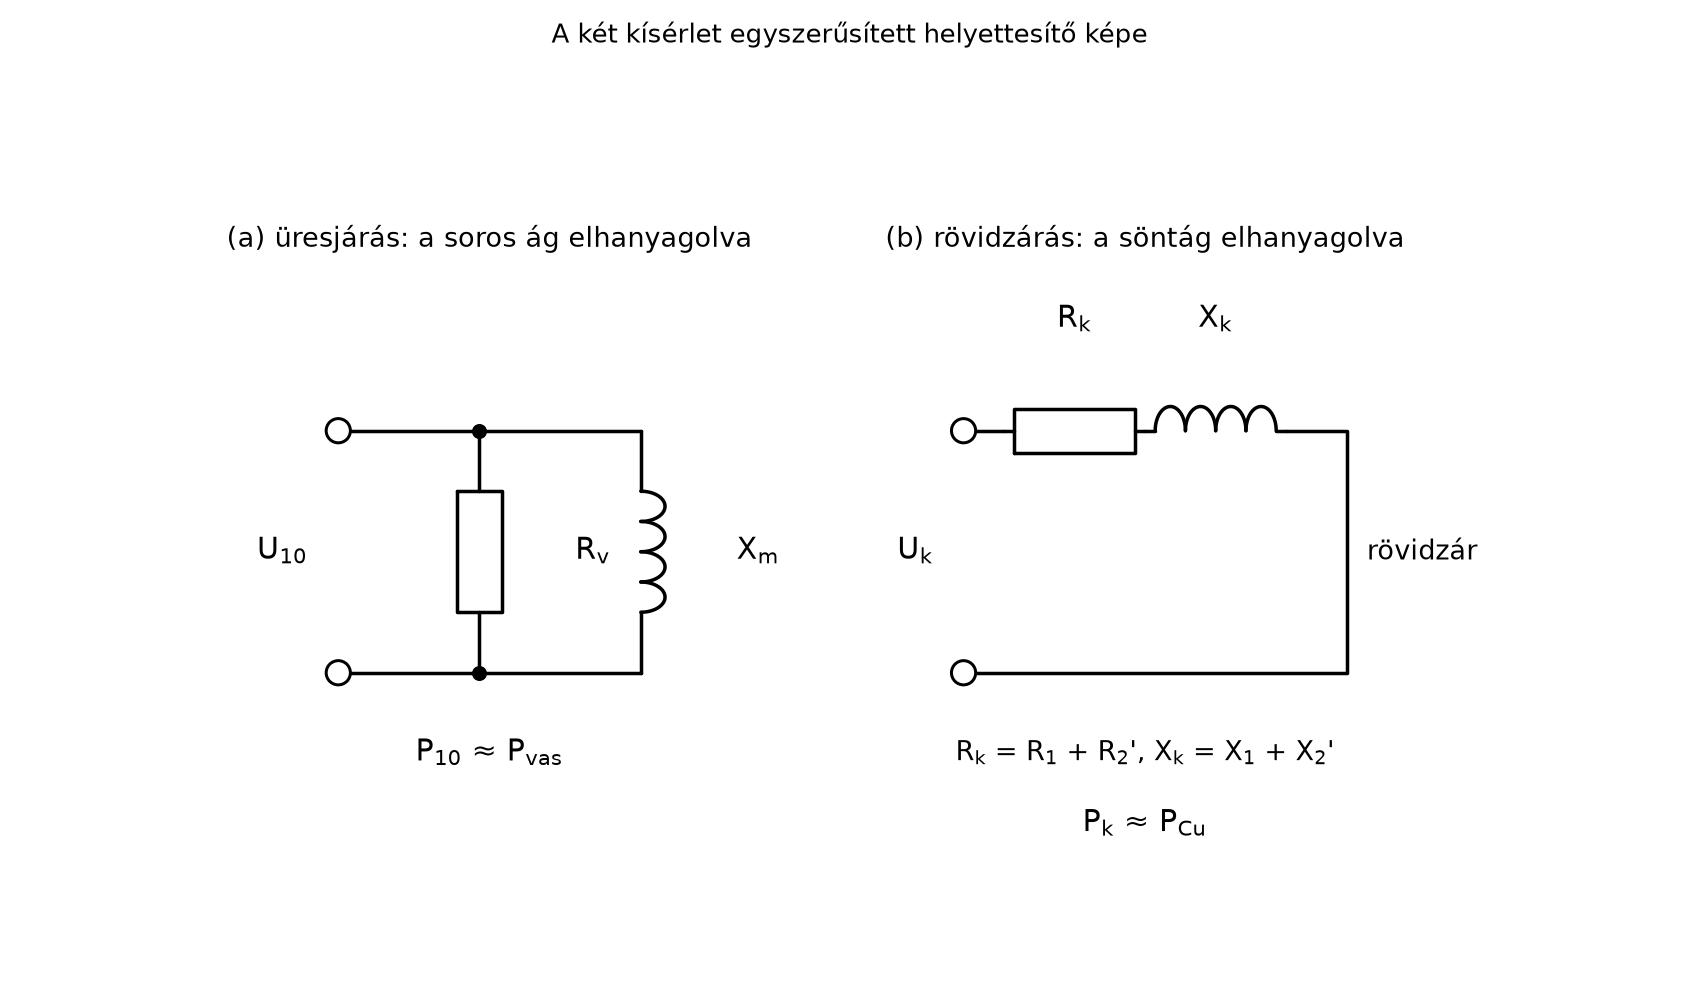 A két kísérlet egyszerűsített helyettesítő képe
(a) üresjárás: a soros ág elhanyagolva
U₁₀
Rᵥ
Xₘ
P₁₀ ≈ Pᵥₐₛ
(b) rövidzárás: a söntág elhanyagolva
Rₖ
Xₖ
Uₖ
rövidzár
Rₖ = R₁ + R₂', Xₖ = X₁ + X₂'
Pₖ ≈ P_Cu